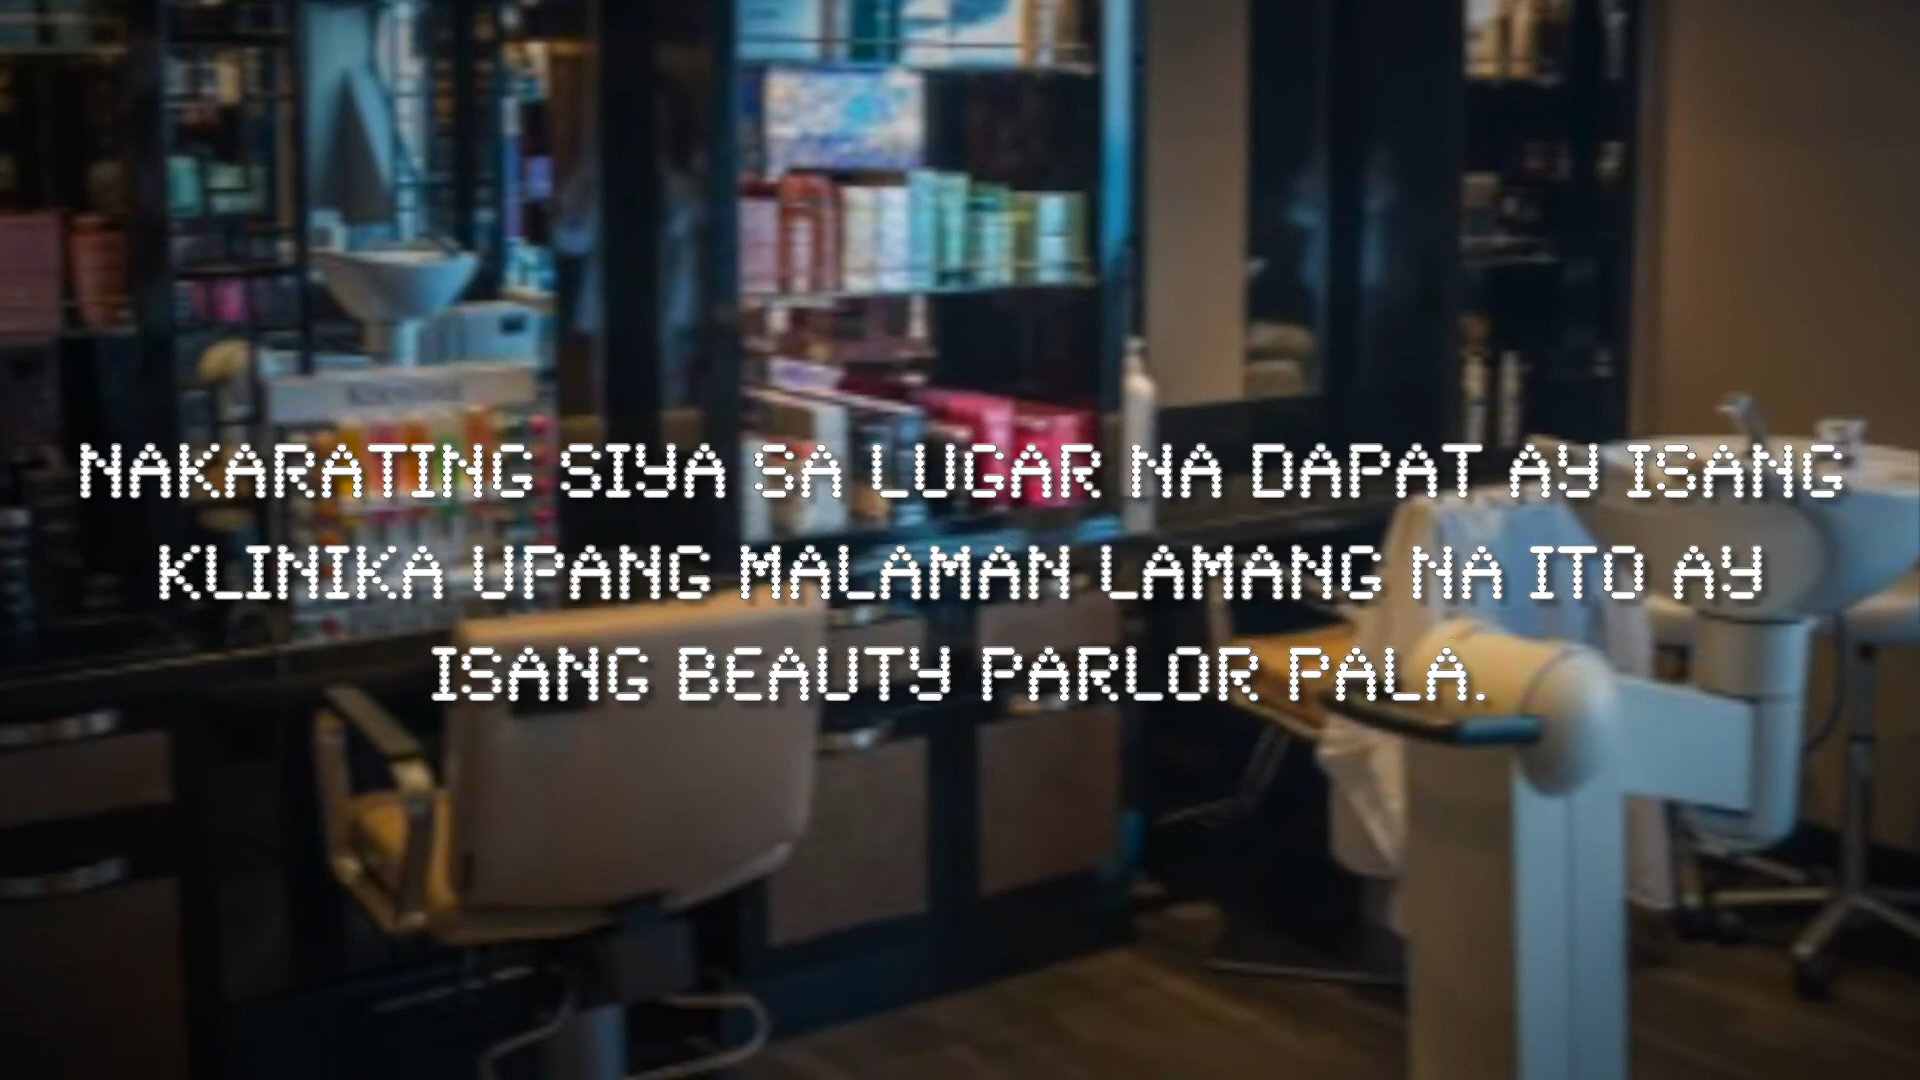 NAKARATING SIYA SA LUGAR NA DAPAT AY ISANG
KLINIKA UPANG MALAMAN LAMANG NA ITO AY
ISANG BEAUTY PARLOR PALA.